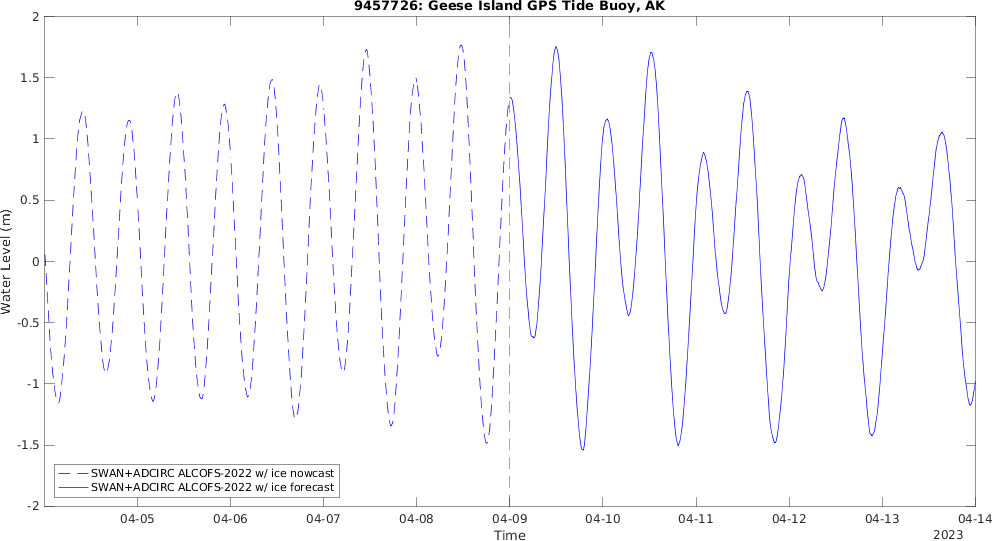 9457726: Geese Island GPS Tide Buoy, AK
2
1.5
1
0.5
0
-0.5
-1
-1.5
-2
Water Level (m)
SWAN+ADCIRC ALCOFS-2022 w/ ice nowcast
SWAN+ADCIRC ALCOFS-2022 w/ ice forecast
04-05 04-06 04-07 04-08 04-09 04-10 04-11 04-12 04-13 04-14
Time
2023